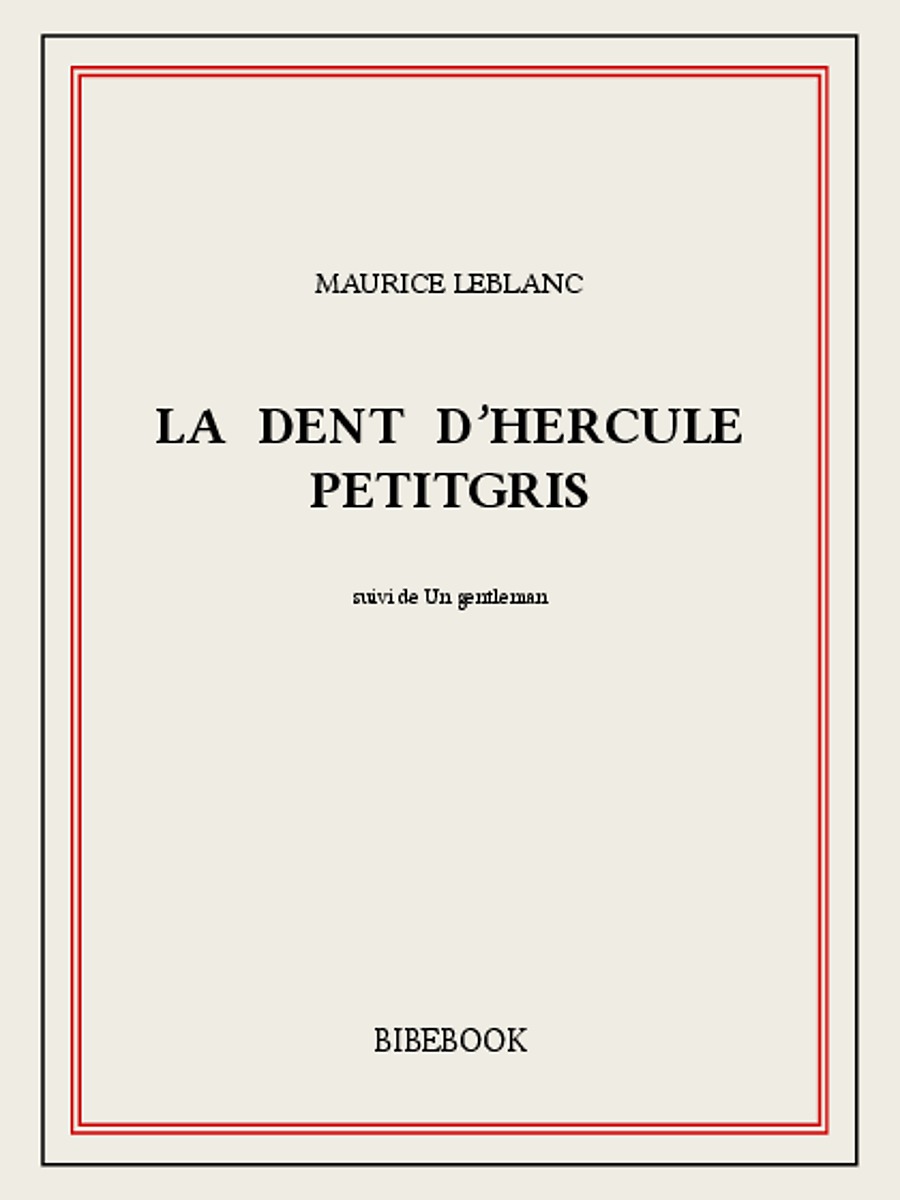 MAURICE LEBLANC
LA DENT D’HERCULE
PETITGRIS
suivi de Un gentleman
BIBEBOOK